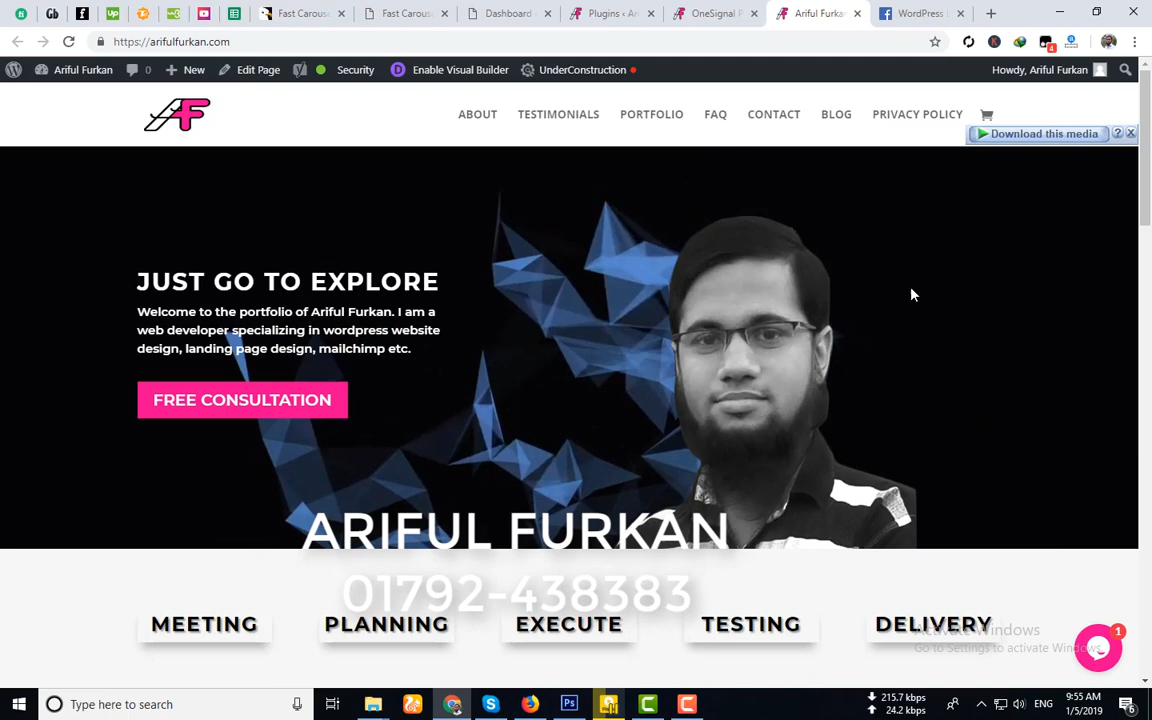 Fast Carouse
Fast Carous
Dashboard
Plugins ‹ Ar
OneSignal P
Ariful Furkan
WordPress
https://arifulfurkan.com
Ariful Furkan
0
New
Edit Page
Security
Enable Visual Builder
UnderConstruction
Howdy, Ariful Furkan
AF
ABOUT
TESTIMONIALS
PORTFOLIO
FAQ
CONTACT
BLOG
PRIVACY POLICY
Download this media
?
JUST GO TO EXPLORE
Welcome to the portfolio of Ariful Furkan. I am a
web developer specializing in wordpress website
design, landing page design, mailchimp etc.
FREE CONSULTATION
ARIFUL FURKAN
01792-438383
MEETING
PLANNING
EXECUTE
TESTING
DELIVERY
Activate Windows
Go to Settings to activate Windows.
1
Type here to search
215.7 kbps
24.2 kbps
ENG
9:55 AM
1/5/2019
6